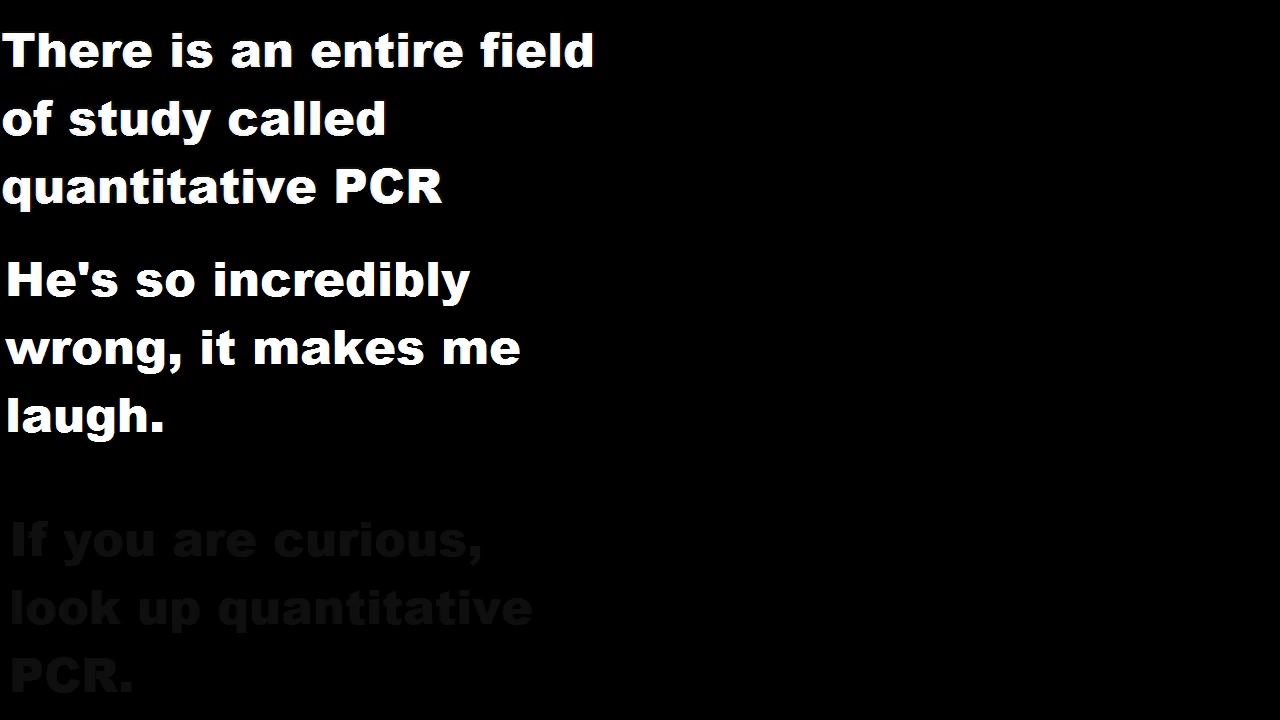 There is an entire field
of study called
quantitative PCR
He's so incredibly
wrong, it makes me
laugh.
If you are curious,
look up quantitative
PCR.